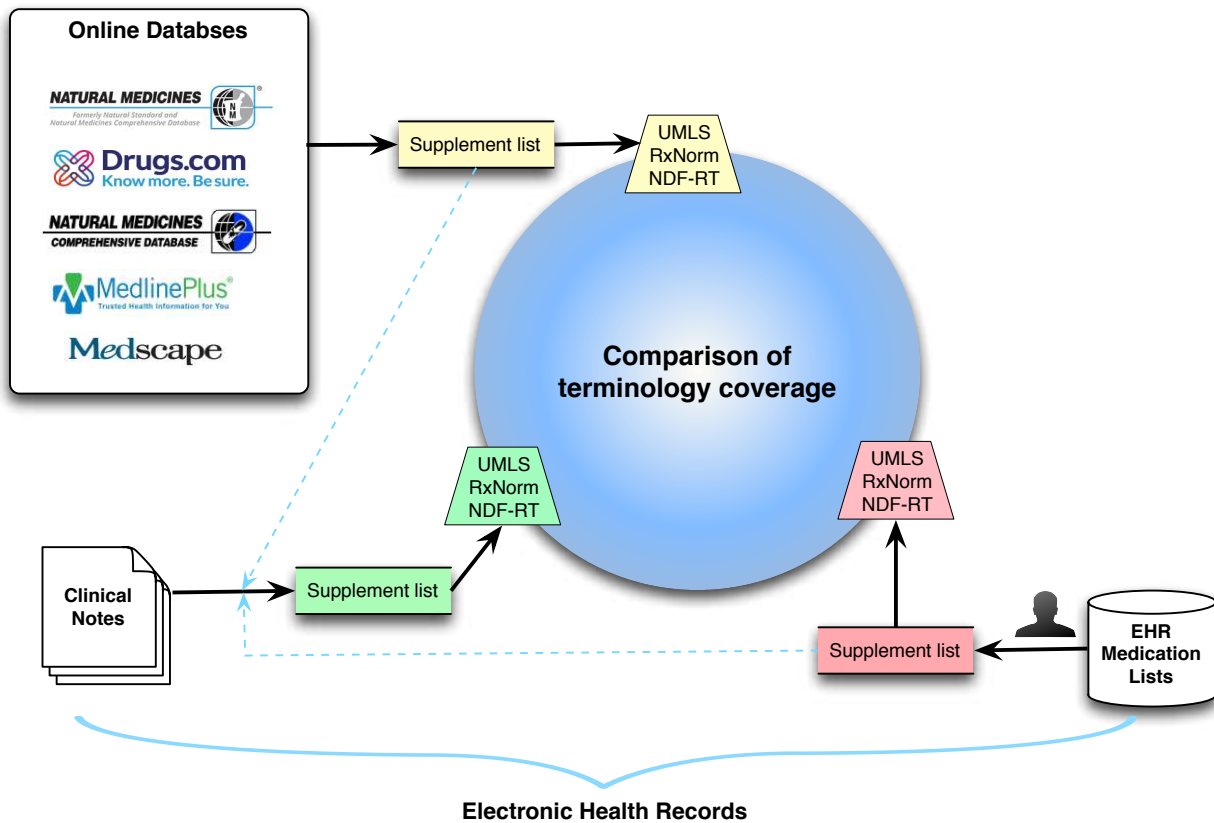 Online Databses
NATURAL MEDICINES
®
Formerly Natural Standard and
Natural Medicines Comprehensive Database
N
M
Drugs.com
Know more. Be sure.
NATURAL MEDICINES
COMPREHENSIVE DATABASE
MedlinePlus®
Trusted Health Information for You
Medscape
Supplement list
UMLS
RxNorm
NDF-RT
Comparison of
terminology coverage
UMLS
RxNorm
NDF-RT
UMLS
RxNorm
NDF-RT
Clinical
Notes
Supplement list
Supplement list
EHR
Medication
Lists
Electronic Health Records